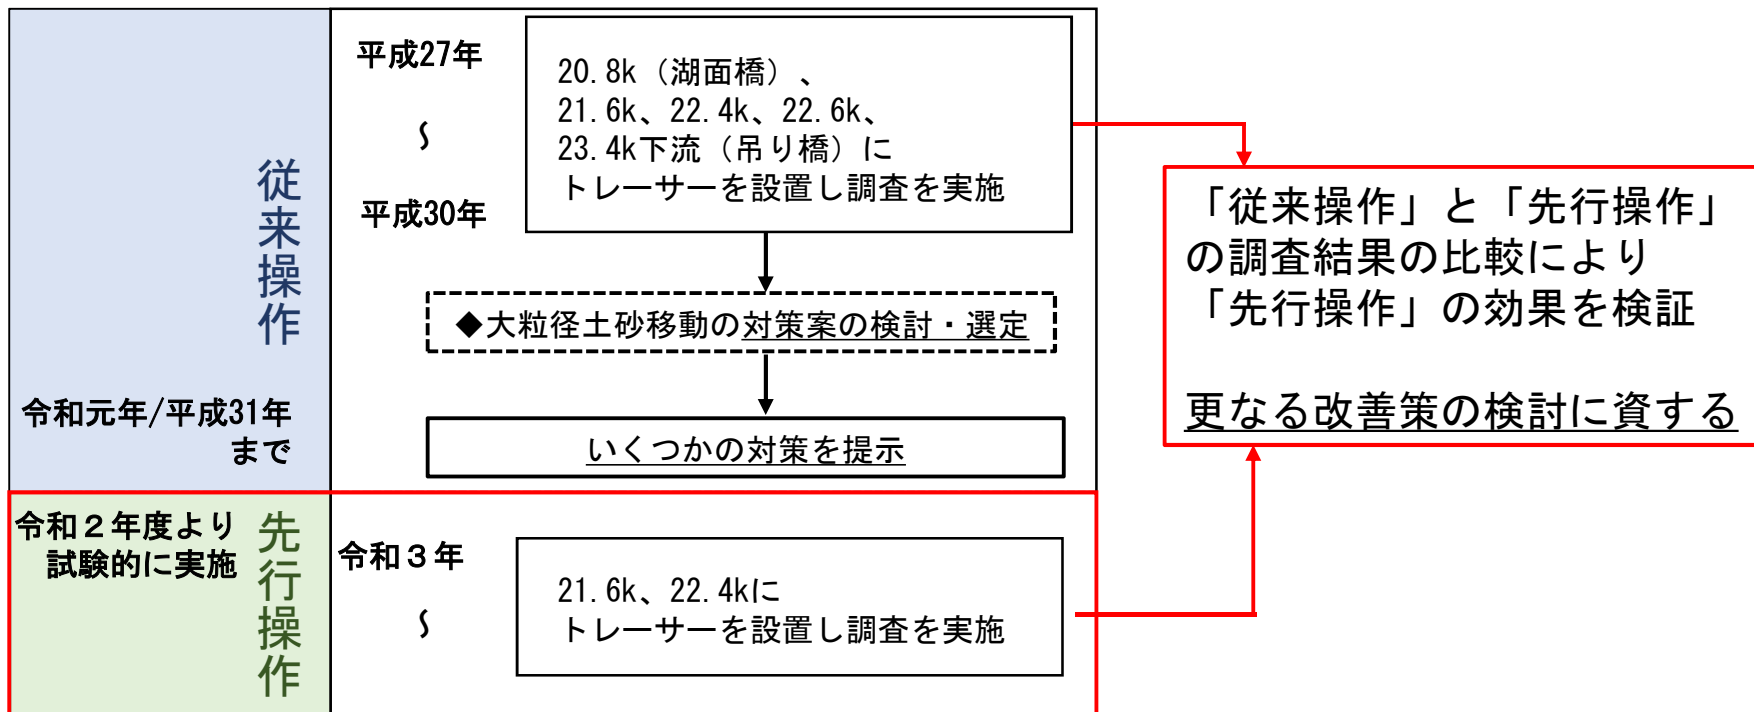 従来操作
令和元年/平成31年
まで
平成27年
~
平成30年
20.8k（湖面橋）、
21.6k、22.4k、22.6k、
23.4k下流（吊り橋）に
トレーサーを設置し調査を実施
◆大粒径土砂移動の対策案の検討・選定
いくつかの対策を提示
令和２年度より
試験的に実施
先行操作
令和３年
~
21.6k、22.4kに
トレーサーを設置し調査を実施
「従来操作」と「先行操作」
の調査結果の比較により
「先行操作」の効果を検証
更なる改善策の検討に資する